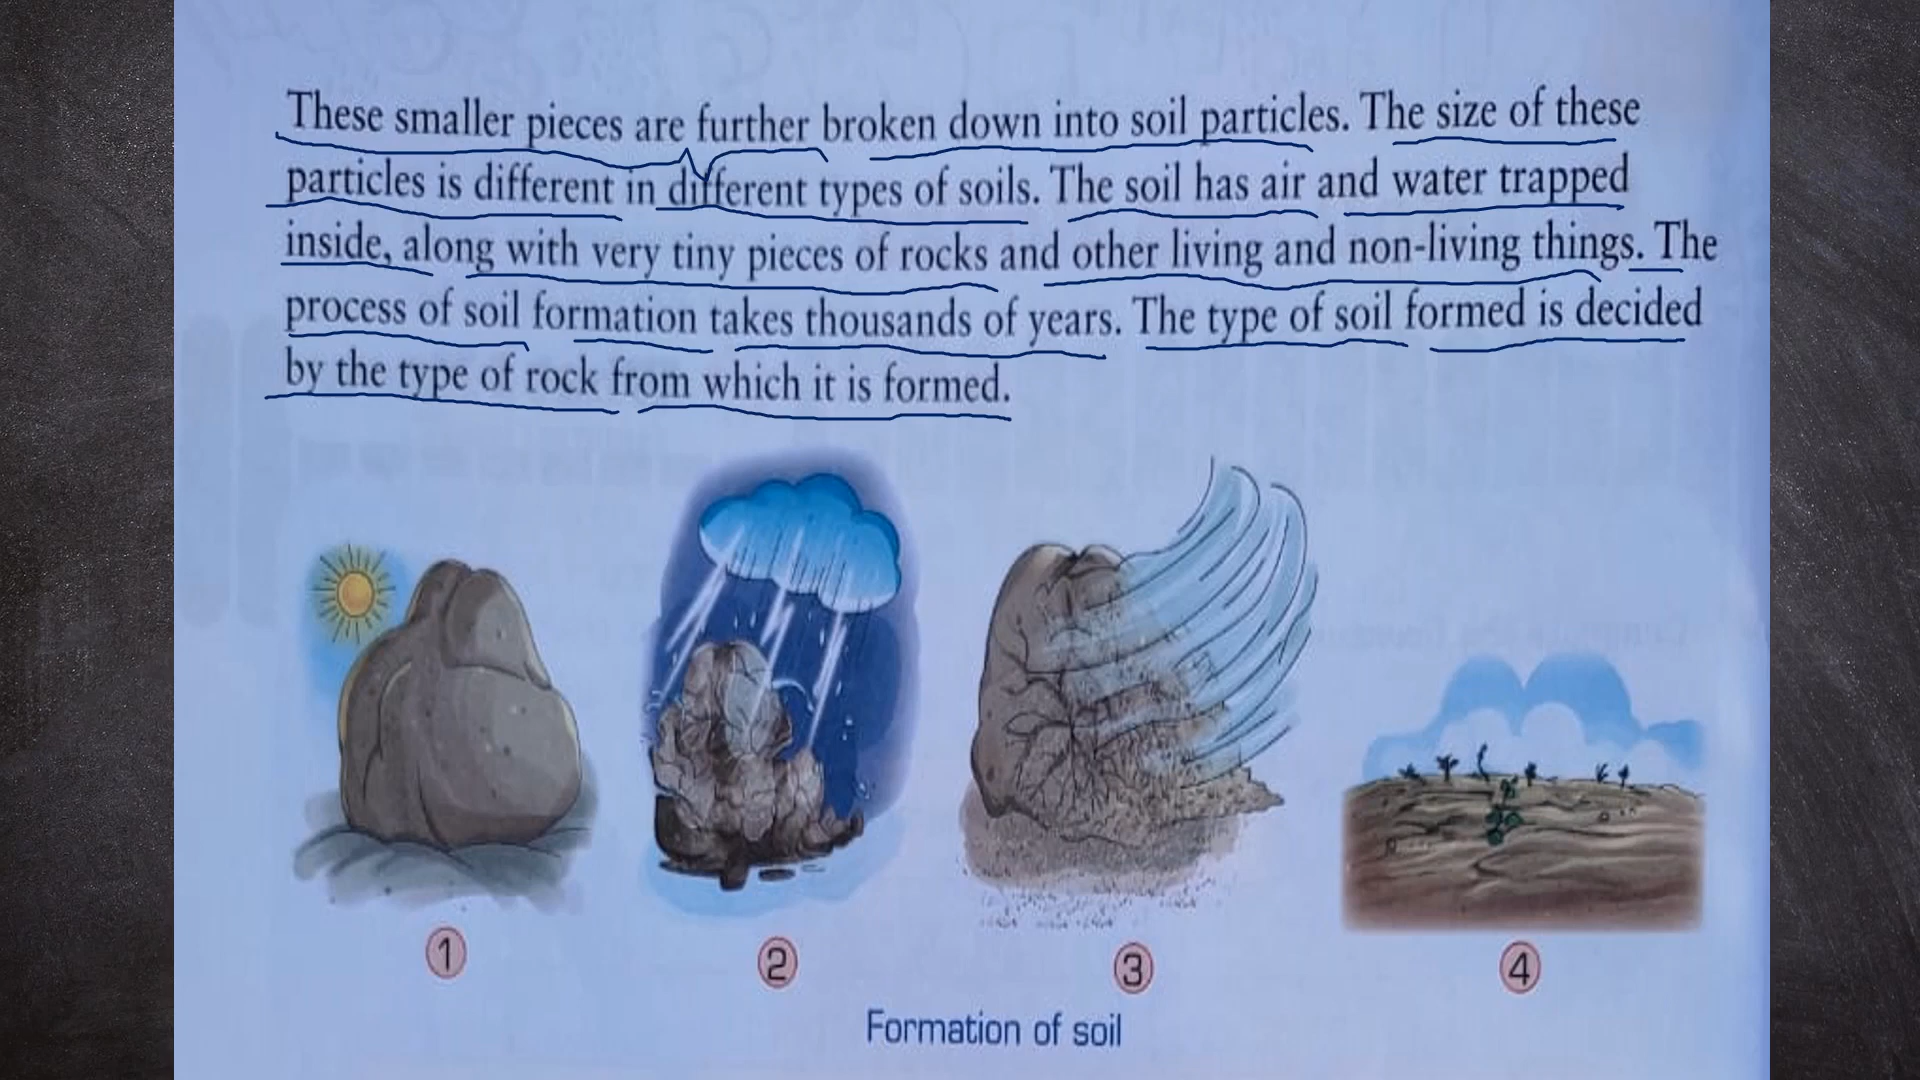 These smaller pieces are further broken down into soil particles. The size of these
particles is different in different types of soils. The soil has air and water trapped
inside, along with very tiny pieces of rocks and other living and non-living things. The
process of soil formation takes thousands of years. The type of soil formed is decided
by the type of rock from which it is formed.
1
2
3
4
Formation of soil